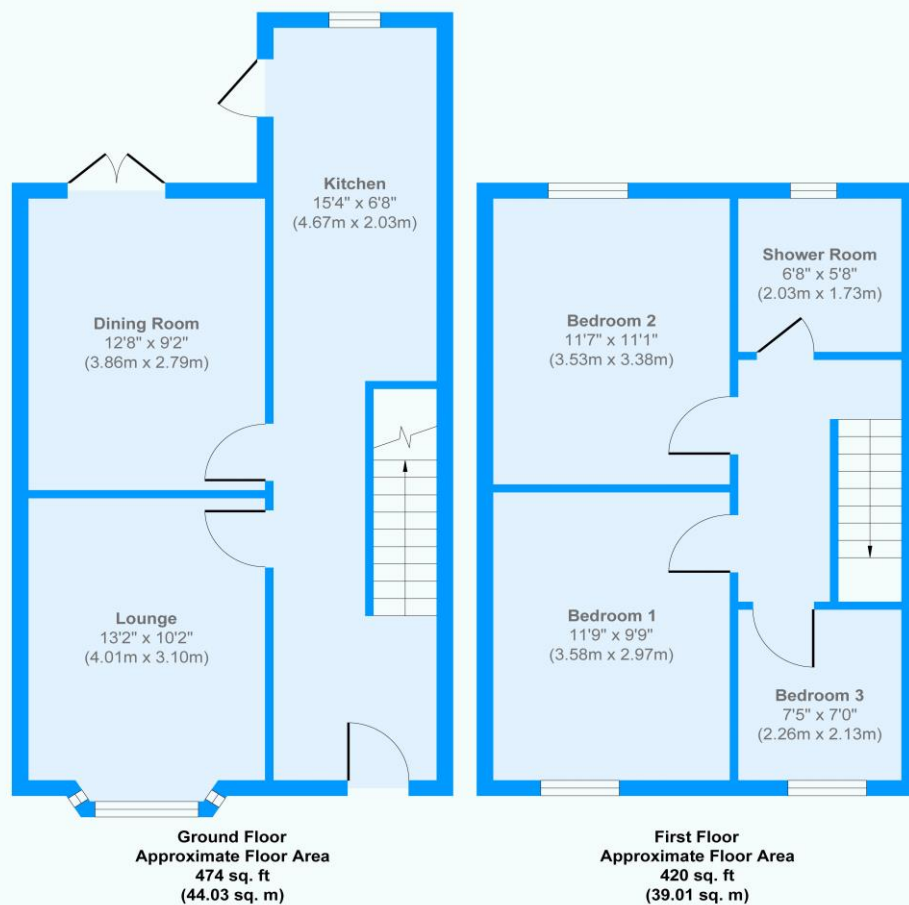 Kitchen
15'4" x 6'8"
(4.67m x 2.03m)
Dining Room
12'8" x 9'2"
(3.86m x 2.79m)
Lounge
13'2" x 10'2"
(4.01m x 3.10m)
Ground Floor
Approximate Floor Area
474 sq. ft
(44.03 sq. m)
Shower Room
6'8" x 5'8"
(2.03m x 1.73m)
Bedroom 2
11'7" x 11'1"
(3.53m x 3.38m)
Bedroom 1
11'9" x 9'9"
(3.58m x 2.97m)
Bedroom 3
7'5" x 7'0"
(2.26m x 2.13m)
First Floor
Approximate Floor Area
420 sq. ft
(39.01 sq. m)